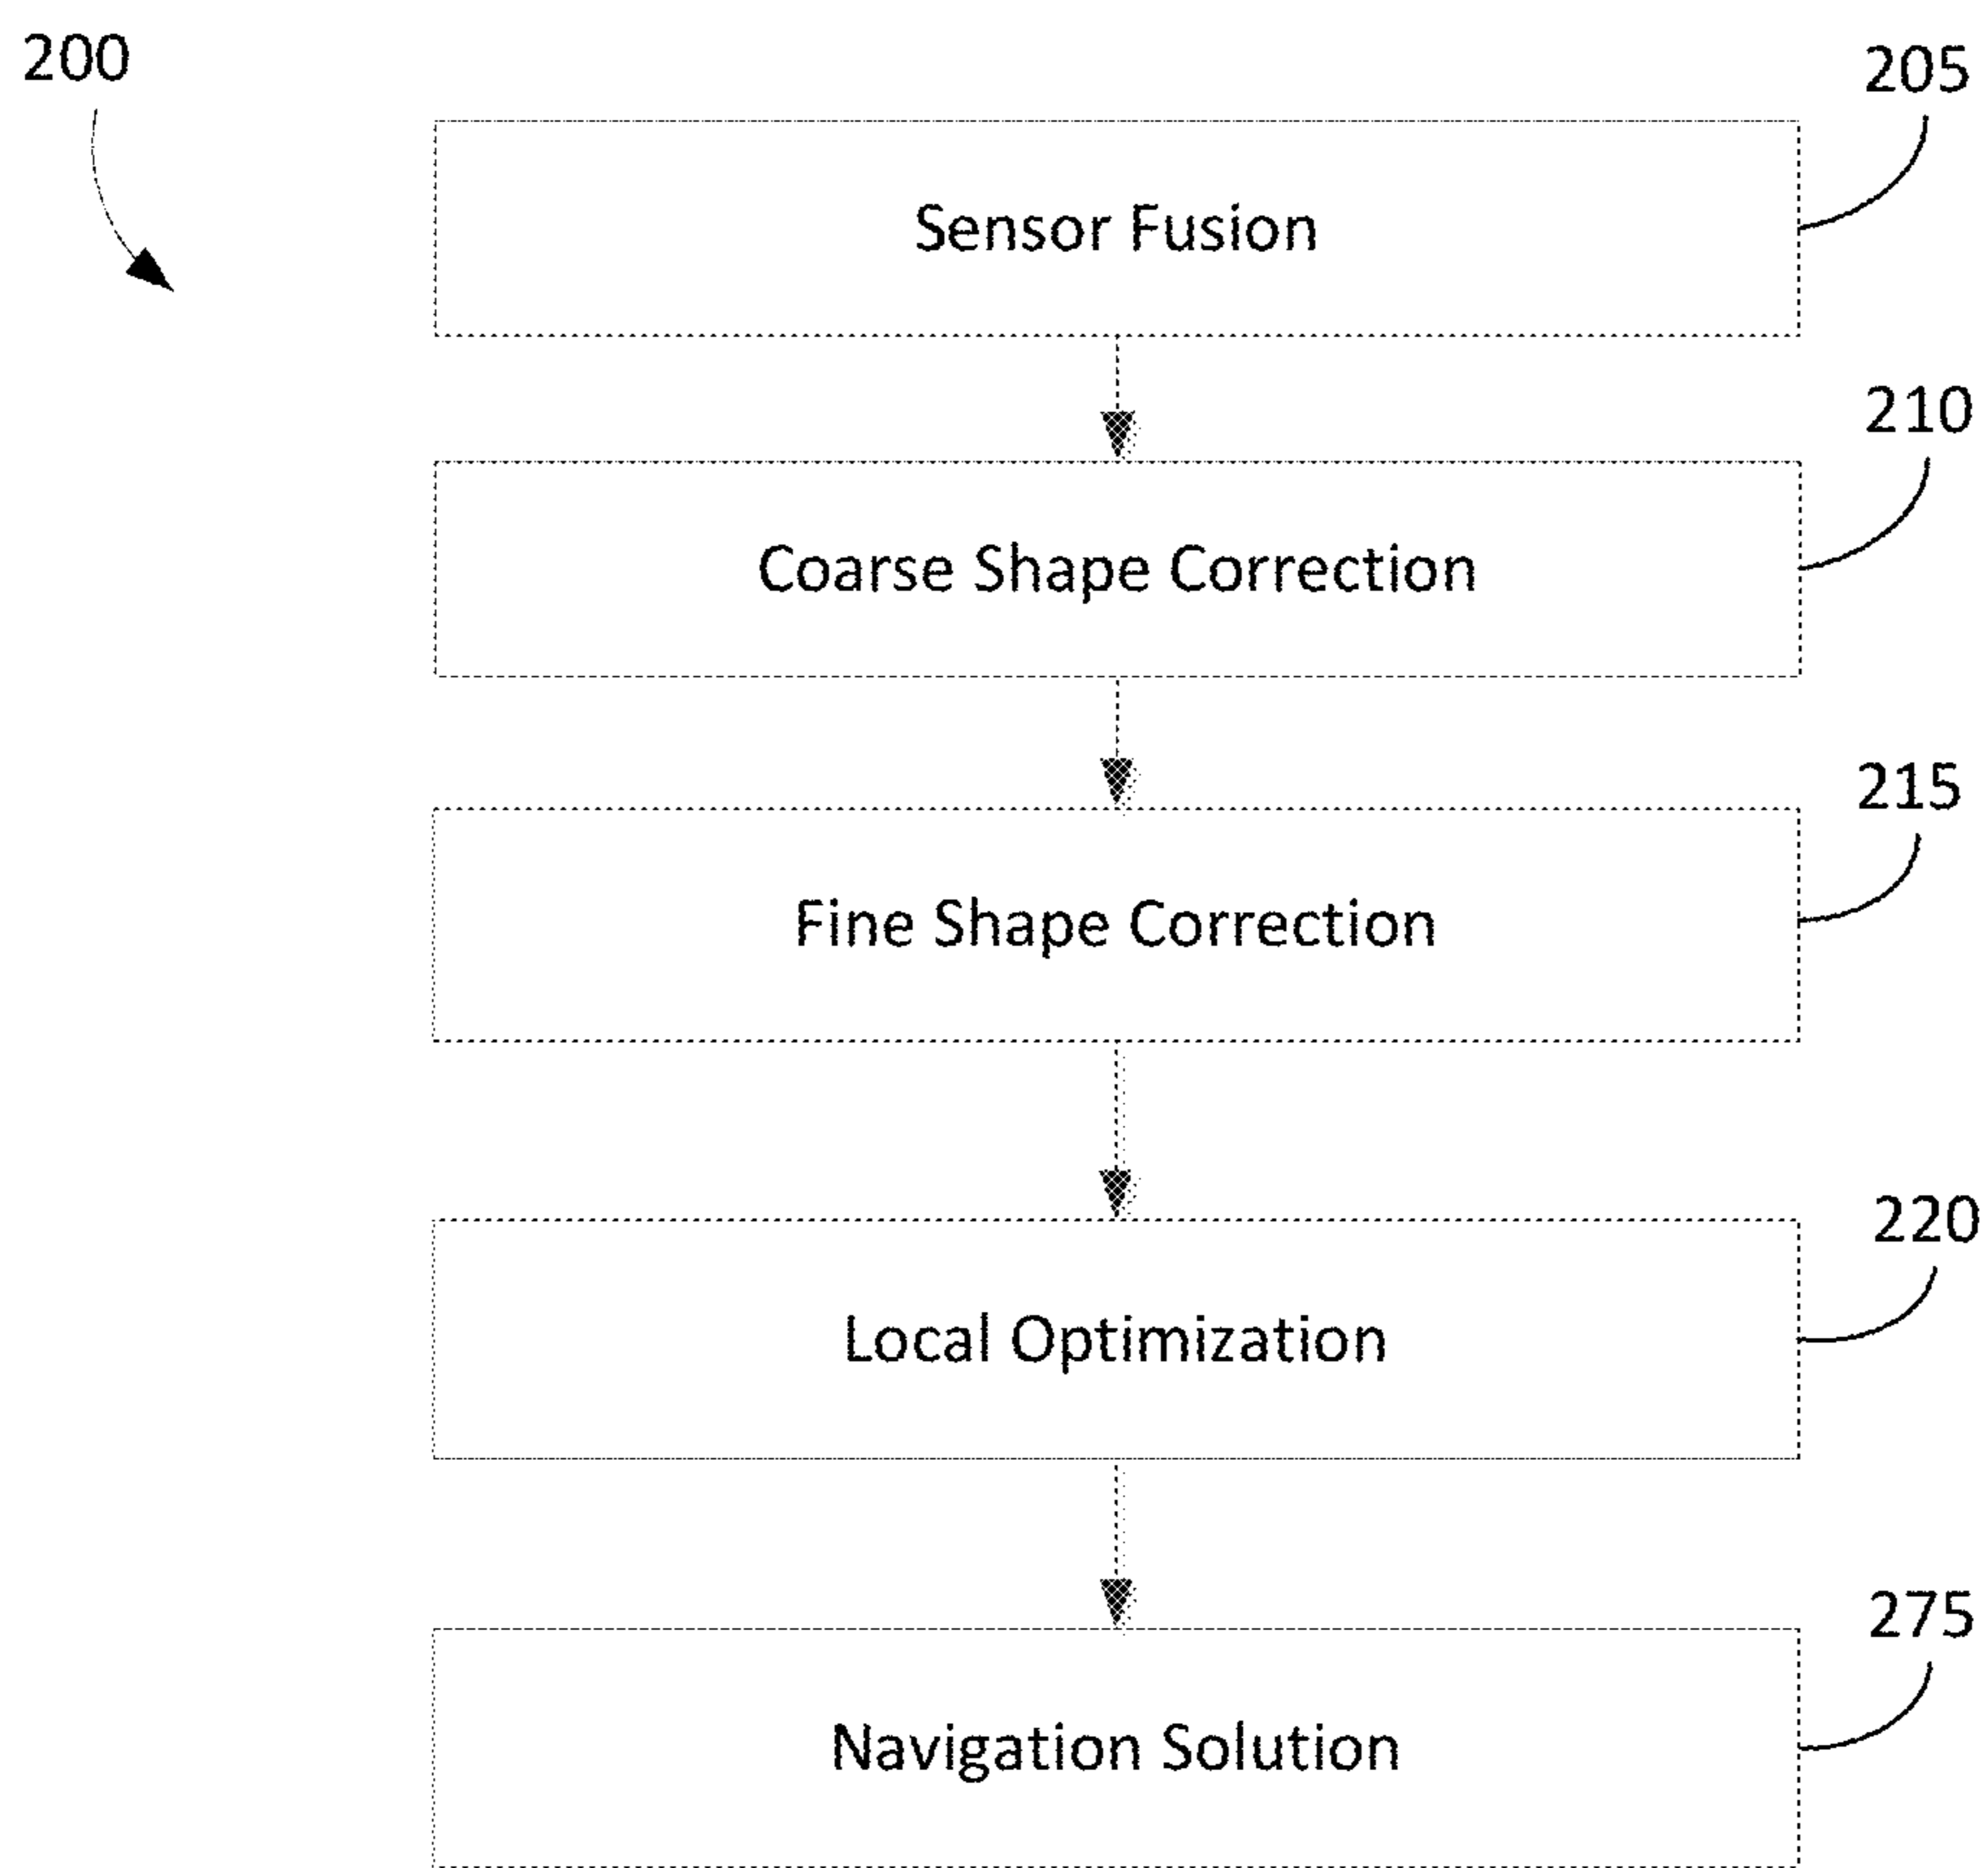 200
205
Sensor Fusion
210
Coarse Shape Correction
215
Fine Shape Correction
220
Local Optimization
275
Navigation Solution